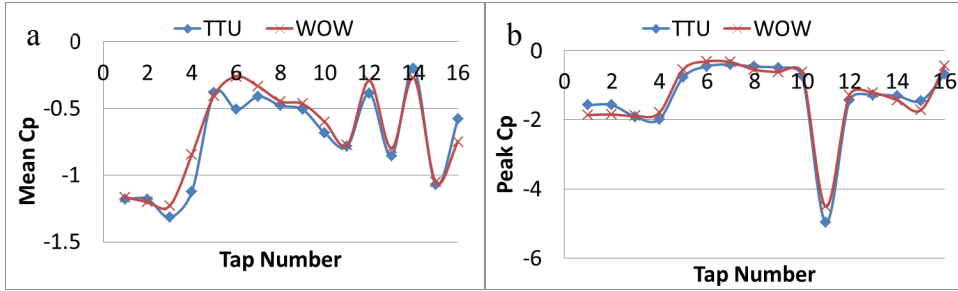 a
TTU WOW
0
0 2 4 6 8 10 12 14 16
-0.5
-1
-1.5
Mean Cp
Tap Number
b
TTU WOW
0
0 2 4 6 8 10 12 14 16
-2
-4
-6
Peak Cp
Tap Number